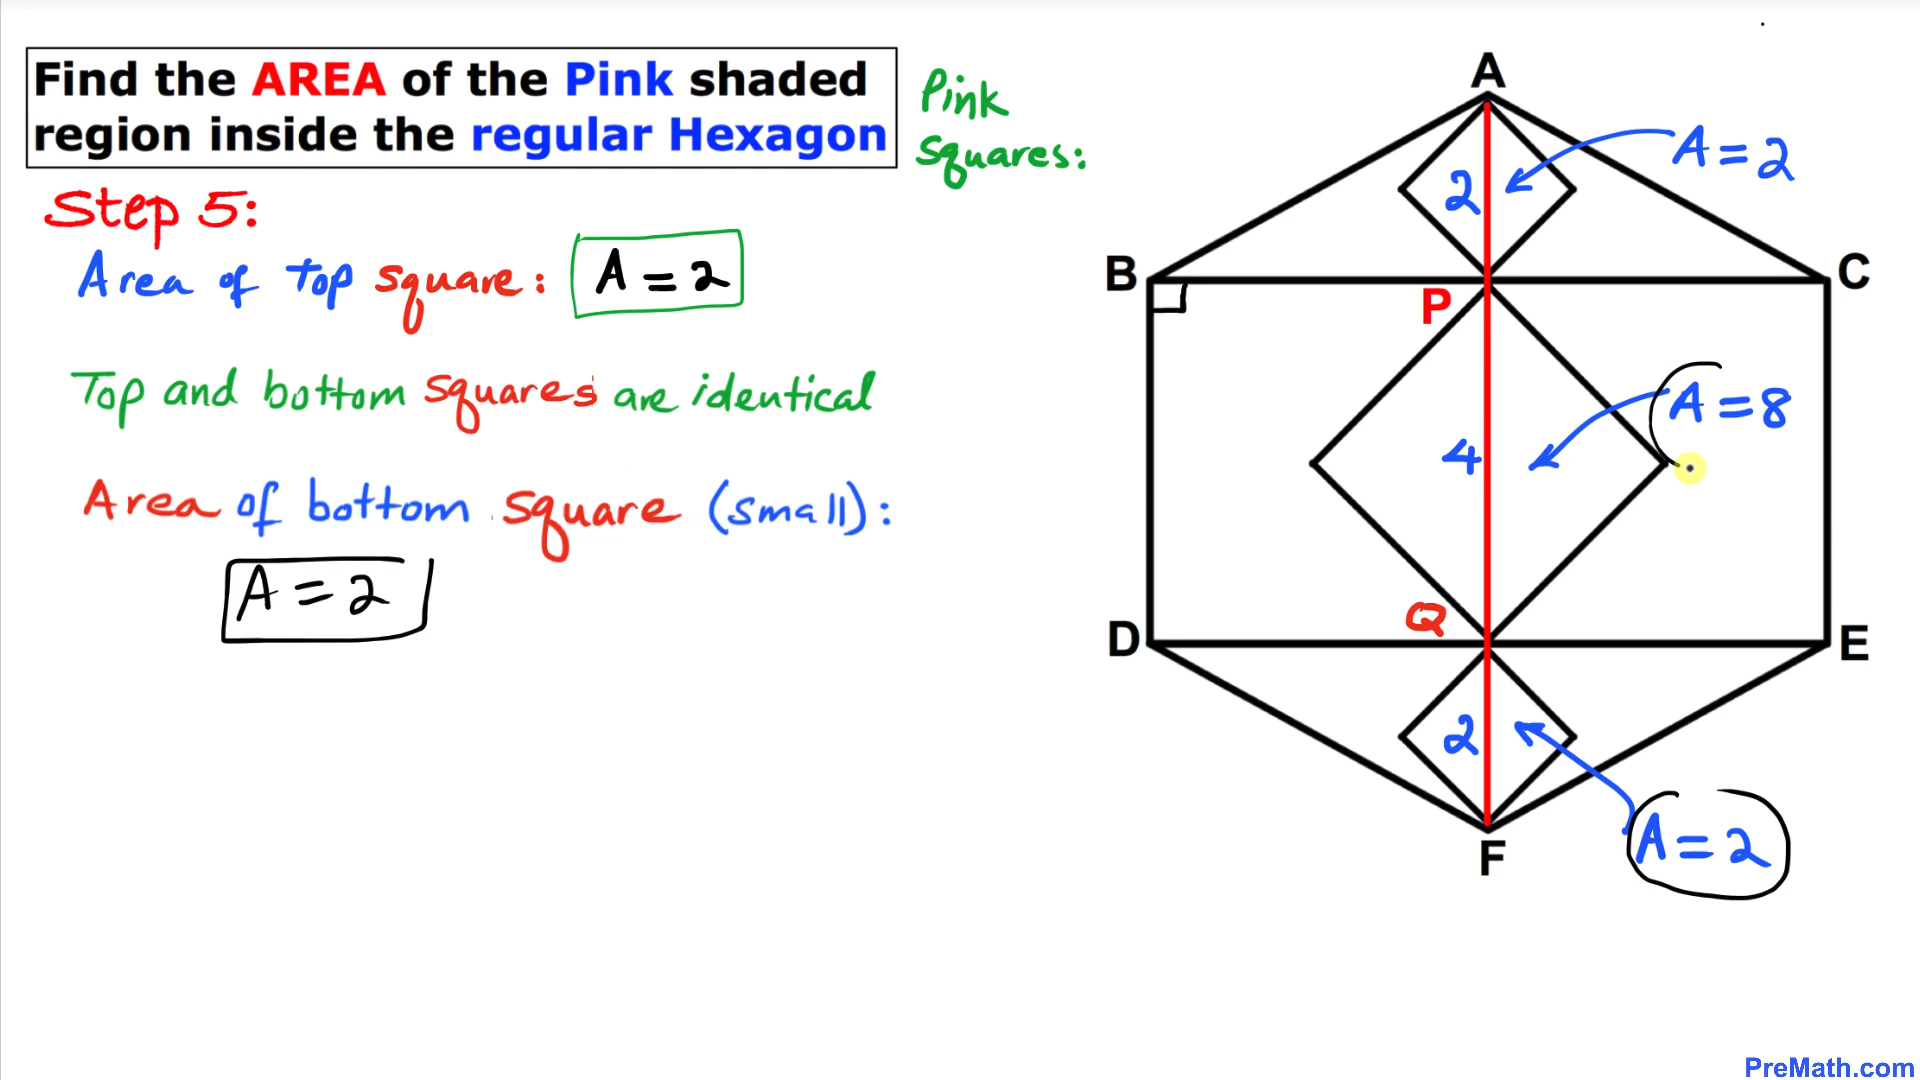 Find the AREA of the Pink shaded
region inside the regular Hexagon
Pink
squares:
Step 5:
Area of top square: A = 2
Top and bottom squares are identical
Area of bottom square (small):
A = 2
A
A = 2
2
B
C
P
A = 8
4
Q
D
E
2
A = 2
F
PreMath.com